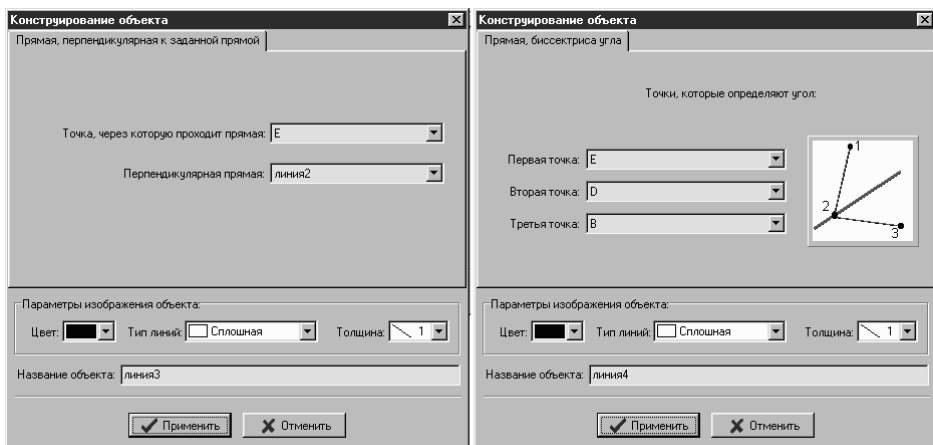 Конструирование объекта
Прямая, перпендикулярная к заданной прямой
Точка, через которую проходит прямая: E
Перпендикулярная прямая: линия2
Параметры изображения объекта:
Цвет: Тип линий: Сплошная Толщина: 1
Название объекта: линия3
Применить Отменить
Конструирование объекта
Прямая, биссектриса угла
Точки, которые определяют угол:
Первая точка: E
Вторая точка: D
Третья точка: B
1
2
3
Параметры изображения объекта:
Цвет: Тип линий: Сплошная Толщина: 1
Название объекта: линия4
Применить Отменить